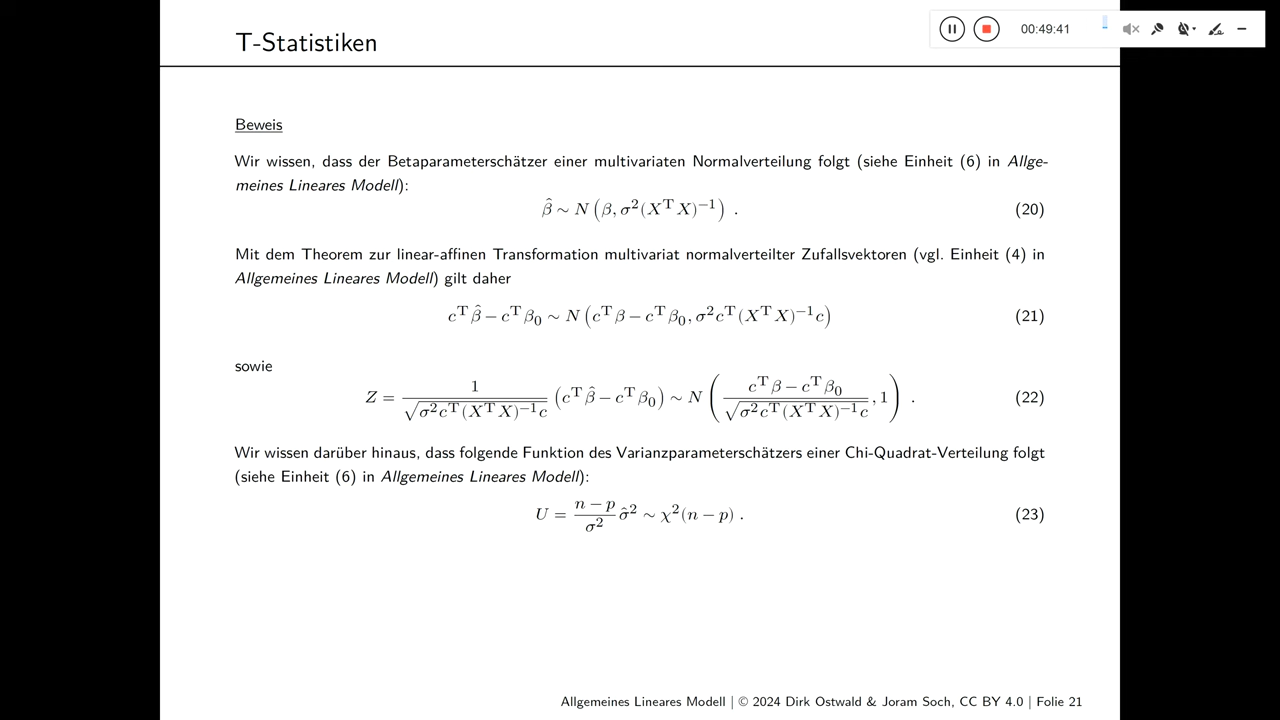 T-Statistiken
00:49:41
Beweis
Wir wissen, dass der Betaparameterschätzer einer multivariaten Normalverteilung folgt (siehe Einheit (6) in Allge-
meines Lineares Modell):
β̂ ∼ N (β, σ²(XᵀX)⁻¹) . (20)
Mit dem Theorem zur linear-affinen Transformation multivariat normalverteilter Zufallsvektoren (vgl. Einheit (4) in
Allgemeines Lineares Modell) gilt daher
cᵀβ̂ − cᵀβ₀ ∼ N (cᵀβ − cᵀβ₀, σ²cᵀ(XᵀX)⁻¹c) (21)
sowie
Z = 1/√(σ²cᵀ(XᵀX)⁻¹c) (cᵀβ̂ − cᵀβ₀) ∼ N ((cᵀβ − cᵀβ₀)/√(σ²cᵀ(XᵀX)⁻¹c), 1) . (22)
Wir wissen darüber hinaus, dass folgende Funktion des Varianzparameterschätzers einer Chi-Quadrat-Verteilung folgt
(siehe Einheit (6) in Allgemeines Lineares Modell):
U = (n − p)/σ² σ̂² ∼ χ²(n − p) . (23)
Allgemeines Lineares Modell | © 2024 Dirk Ostwald & Joram Soch, CC BY 4.0 | Folie 21